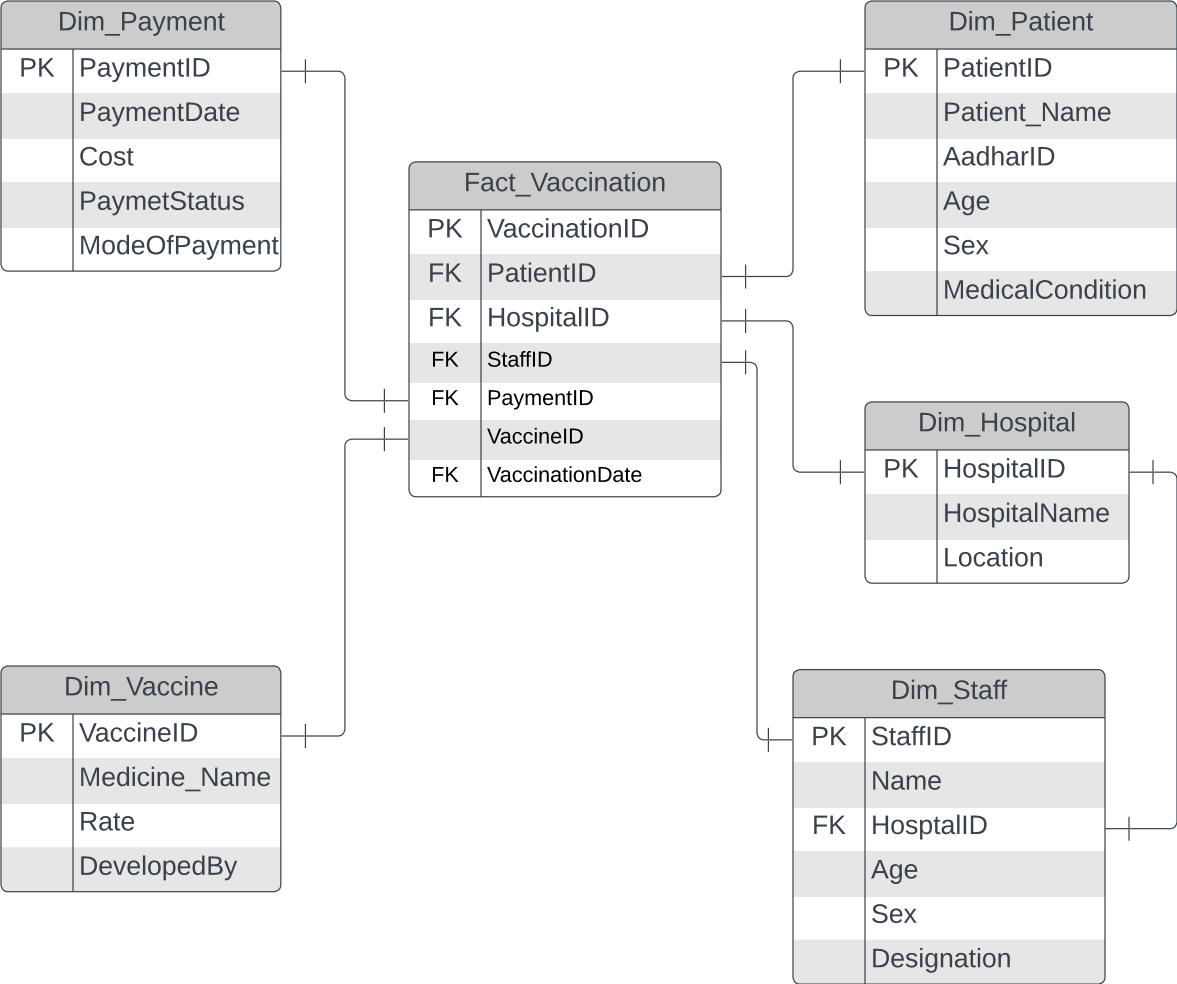 Dim_Payment
PK PaymentID
PaymentDate
Cost
PaymetStatus
ModeOfPayment
Dim_Patient
PK PatientID
Patient_Name
AadharID
Age
Sex
MedicalCondition
Fact_Vaccination
PK VaccinationID
FK PatientID
FK HospitalID
FK StaffID
FK PaymentID
VaccineID
FK VaccinationDate
Dim_Hospital
PK HospitalID
HospitalName
Location
Dim_Vaccine
PK VaccineID
Medicine_Name
Rate
DevelopedBy
Dim_Staff
PK StaffID
Name
FK HosptalID
Age
Sex
Designation